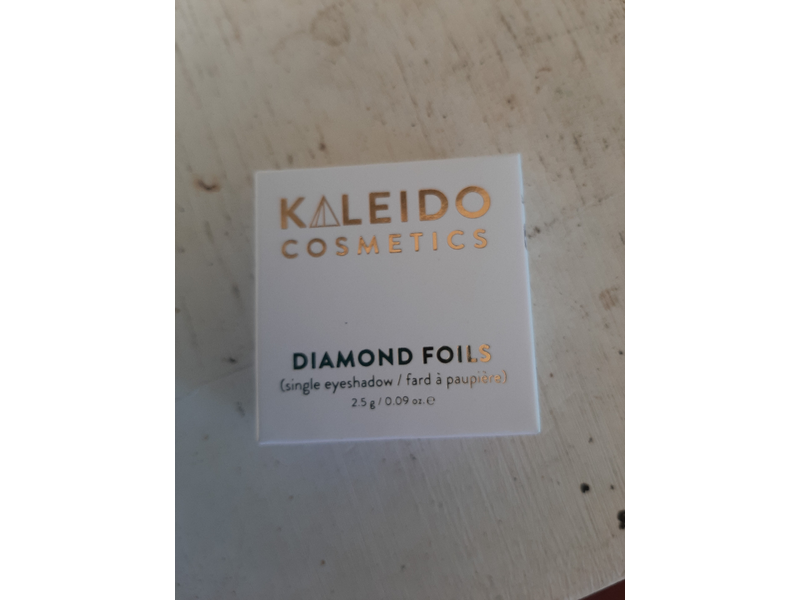 KALEIDO
COSMETICS
DIAMOND FOILS
(single eyeshadow / fard à paupière)
2.5 g / 0.09 oz. ℮